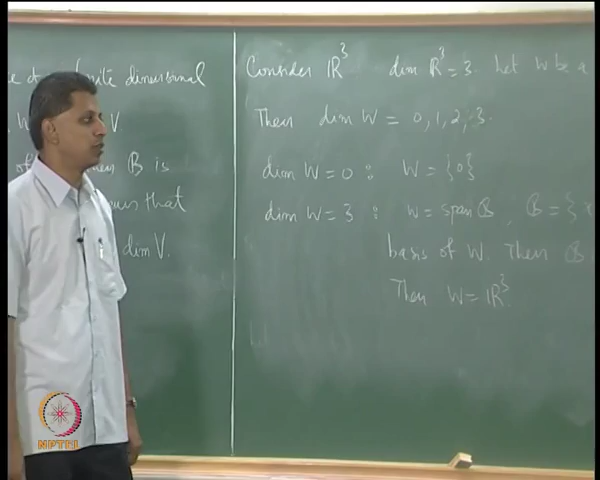 finite dimensional
W V
of B is
that
dim V.
Consider ℝ³ dim ℝ³ = 3. Let W be a
Then dim W = 0, 1, 2, 3.
dim W = 0 : W = {0}
dim W = 3 : W = span B, B = {
basis of W. Then B
Then W = ℝ³.
NPTEL